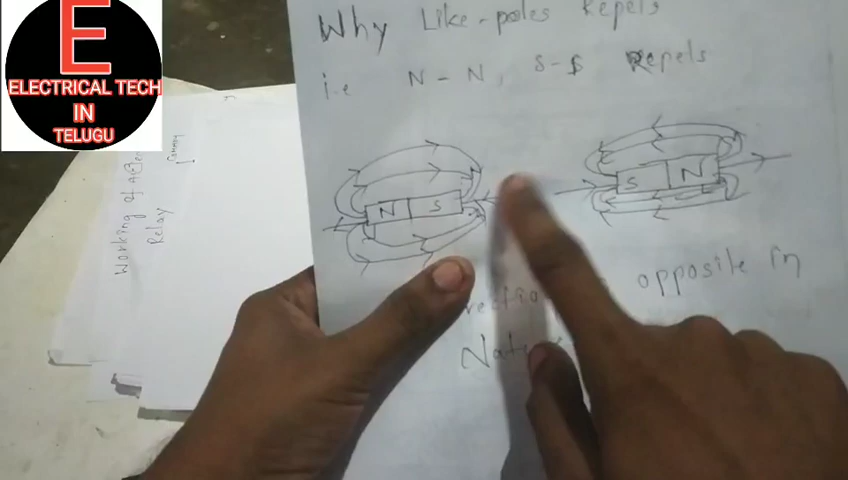 E
ELECTRICAL TECH
IN
TELUGU
Why Like-poles Repels
i.e N - N, S - S Repels
N S
S N
opposite in
Working of
Relay